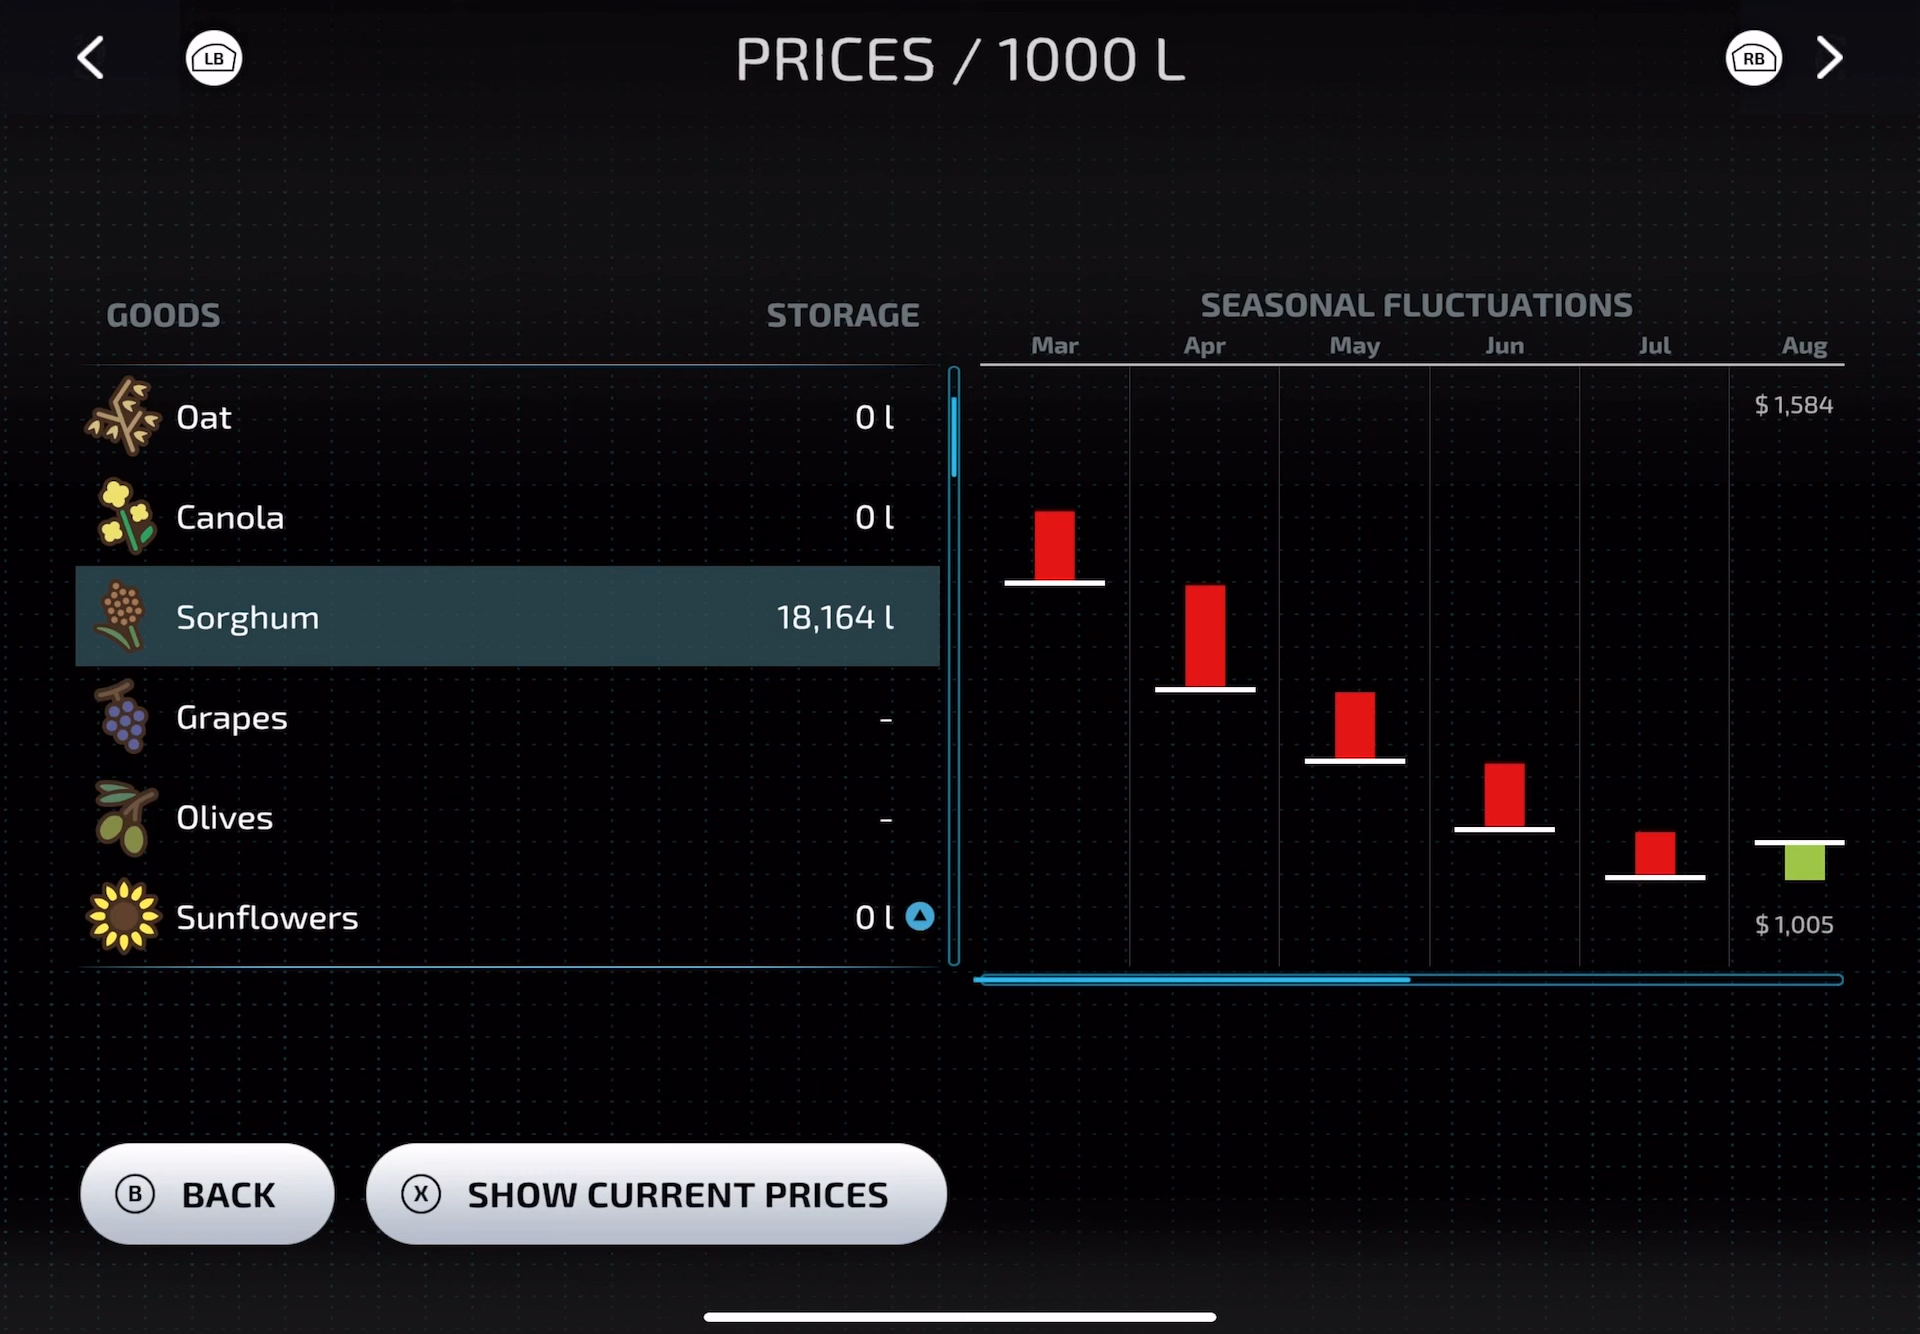 LB
PRICES / 1000 L
RB
GOODS
STORAGE
Oat
0 l
Canola
0 l
Sorghum
18,164 l
Grapes
-
Olives
-
Sunflowers
0 l
SEASONAL FLUCTUATIONS
Mar Apr May Jun Jul Aug
$ 1,584
$ 1,005
B BACK
X SHOW CURRENT PRICES